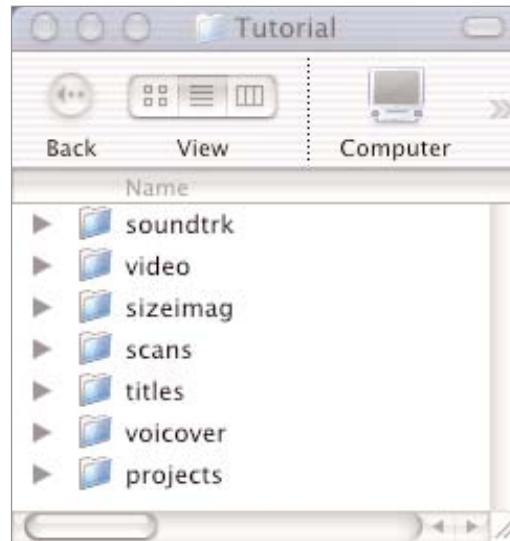 Tutorial
Back View Computer
Name
soundtrk
video
sizeimag
scans
titles
voicover
projects